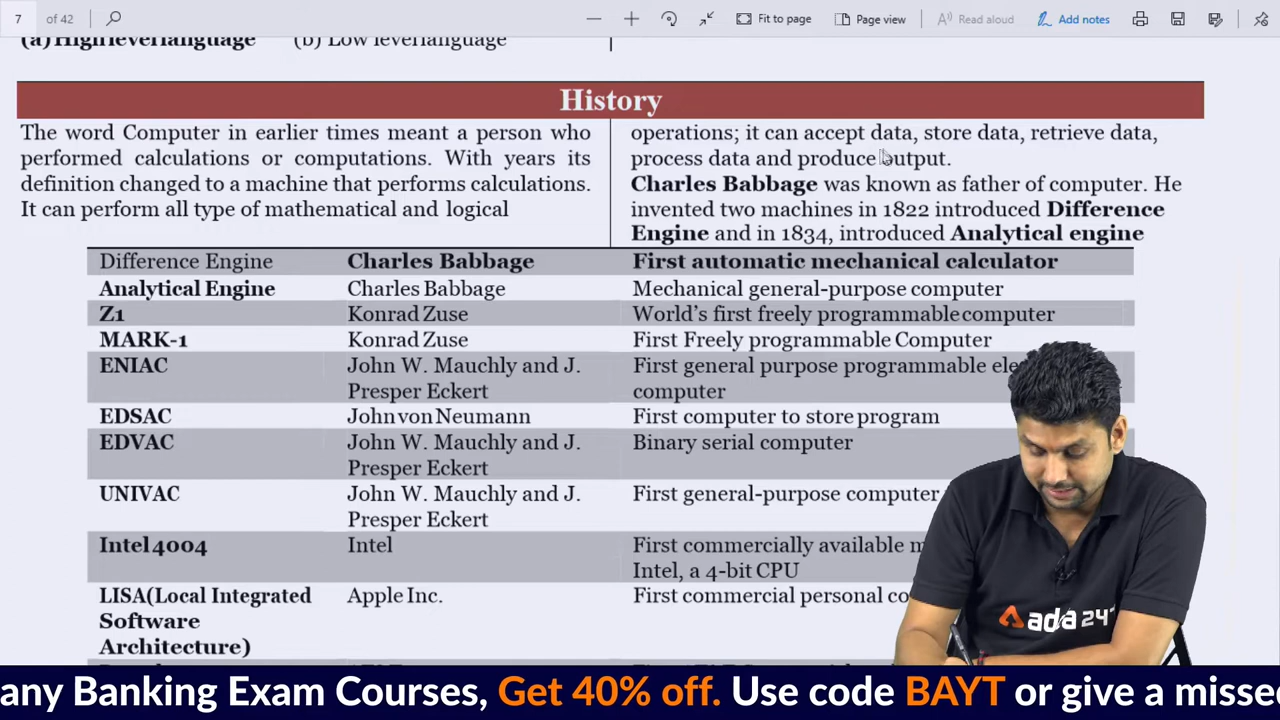 7 of 42 Fit to page Page view Read aloud Add notes
(a) High level language (b) Low level language
History
The word Computer in earlier times meant a person who
performed calculations or computations. With years its
definition changed to a machine that performs calculations.
It can perform all type of mathematical and logical
operations; it can accept data, store data, retrieve data,
process data and produce output.
Charles Babbage was known as father of computer. He
invented two machines in 1822 introduced Difference
Engine and in 1834, introduced Analytical engine
Difference Engine Charles Babbage First automatic mechanical calculator
Analytical Engine Charles Babbage Mechanical general-purpose computer
Z1 Konrad Zuse World's first freely programmable computer
MARK-1 Konrad Zuse First Freely programmable Computer
ENIAC John W. Mauchly and J. First general purpose programmable
Presper Eckert computer
EDSAC John von Neumann First computer to store program
EDVAC John W. Mauchly and J. Binary serial computer
Presper Eckert
UNIVAC John W. Mauchly and J. First general-purpose computer
Presper Eckert
Intel 4004 Intel First commercially available
Intel, a 4-bit CPU
LISA(Local Integrated Apple Inc. First commercial personal
Software
Architecture)
adda 247
any Banking Exam Courses, Get 40% off. Use code BAYT or give a misse